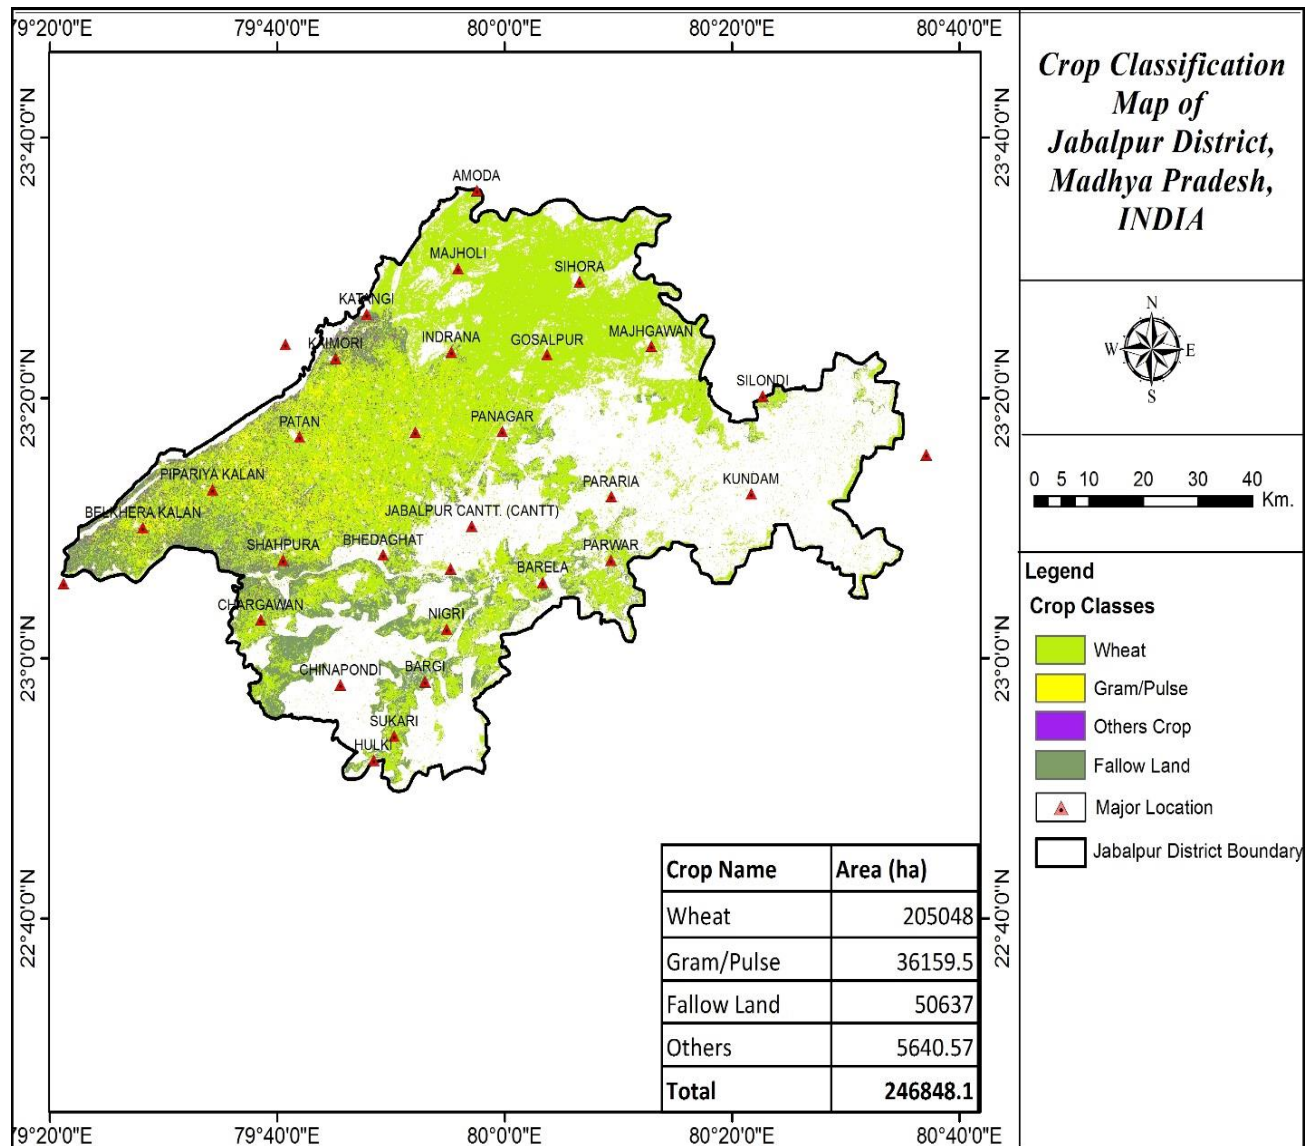 79°20'0"E 79°40'0"E 80°0'0"E 80°20'0"E 80°40'0"E
23°40'0"N
23°20'0"N
23°0'0"N
22°40'0"N
AMODA
MAJHOLI
SIHORA
KATANGI
KAIMORI
INDRANA
GOSALPUR
MAJHGAWAN
SILONDI
PATAN
PANAGAR
PIPARIYA KALAN
PARARIA
KUNDAM
BELKHERA KALAN
JABALPUR CANTT. (CANTT)
SHAHPURA
BHEDAGHAT
PARWAR
BARELA
CHARGAWAN
NIGRI
CHINAPONDI
BARGI
SUKARI
HULKI
23°40'0"N
23°20'0"N
23°0'0"N
22°40'0"N
79°20'0"E 79°40'0"E 80°0'0"E 80°20'0"E 80°40'0"E
Crop Name Area (ha)
Wheat 205048
Gram/Pulse 36159.5
Fallow Land 50637
Others 5640.57
Total 246848.1
Crop Classification
Map of
Jabalpur District,
Madhya Pradesh,
INDIA
N
W E
S
0 5 10 20 30 40
Km.
Legend
Crop Classes
Wheat
Gram/Pulse
Others Crop
Fallow Land
Major Location
Jabalpur District Boundary